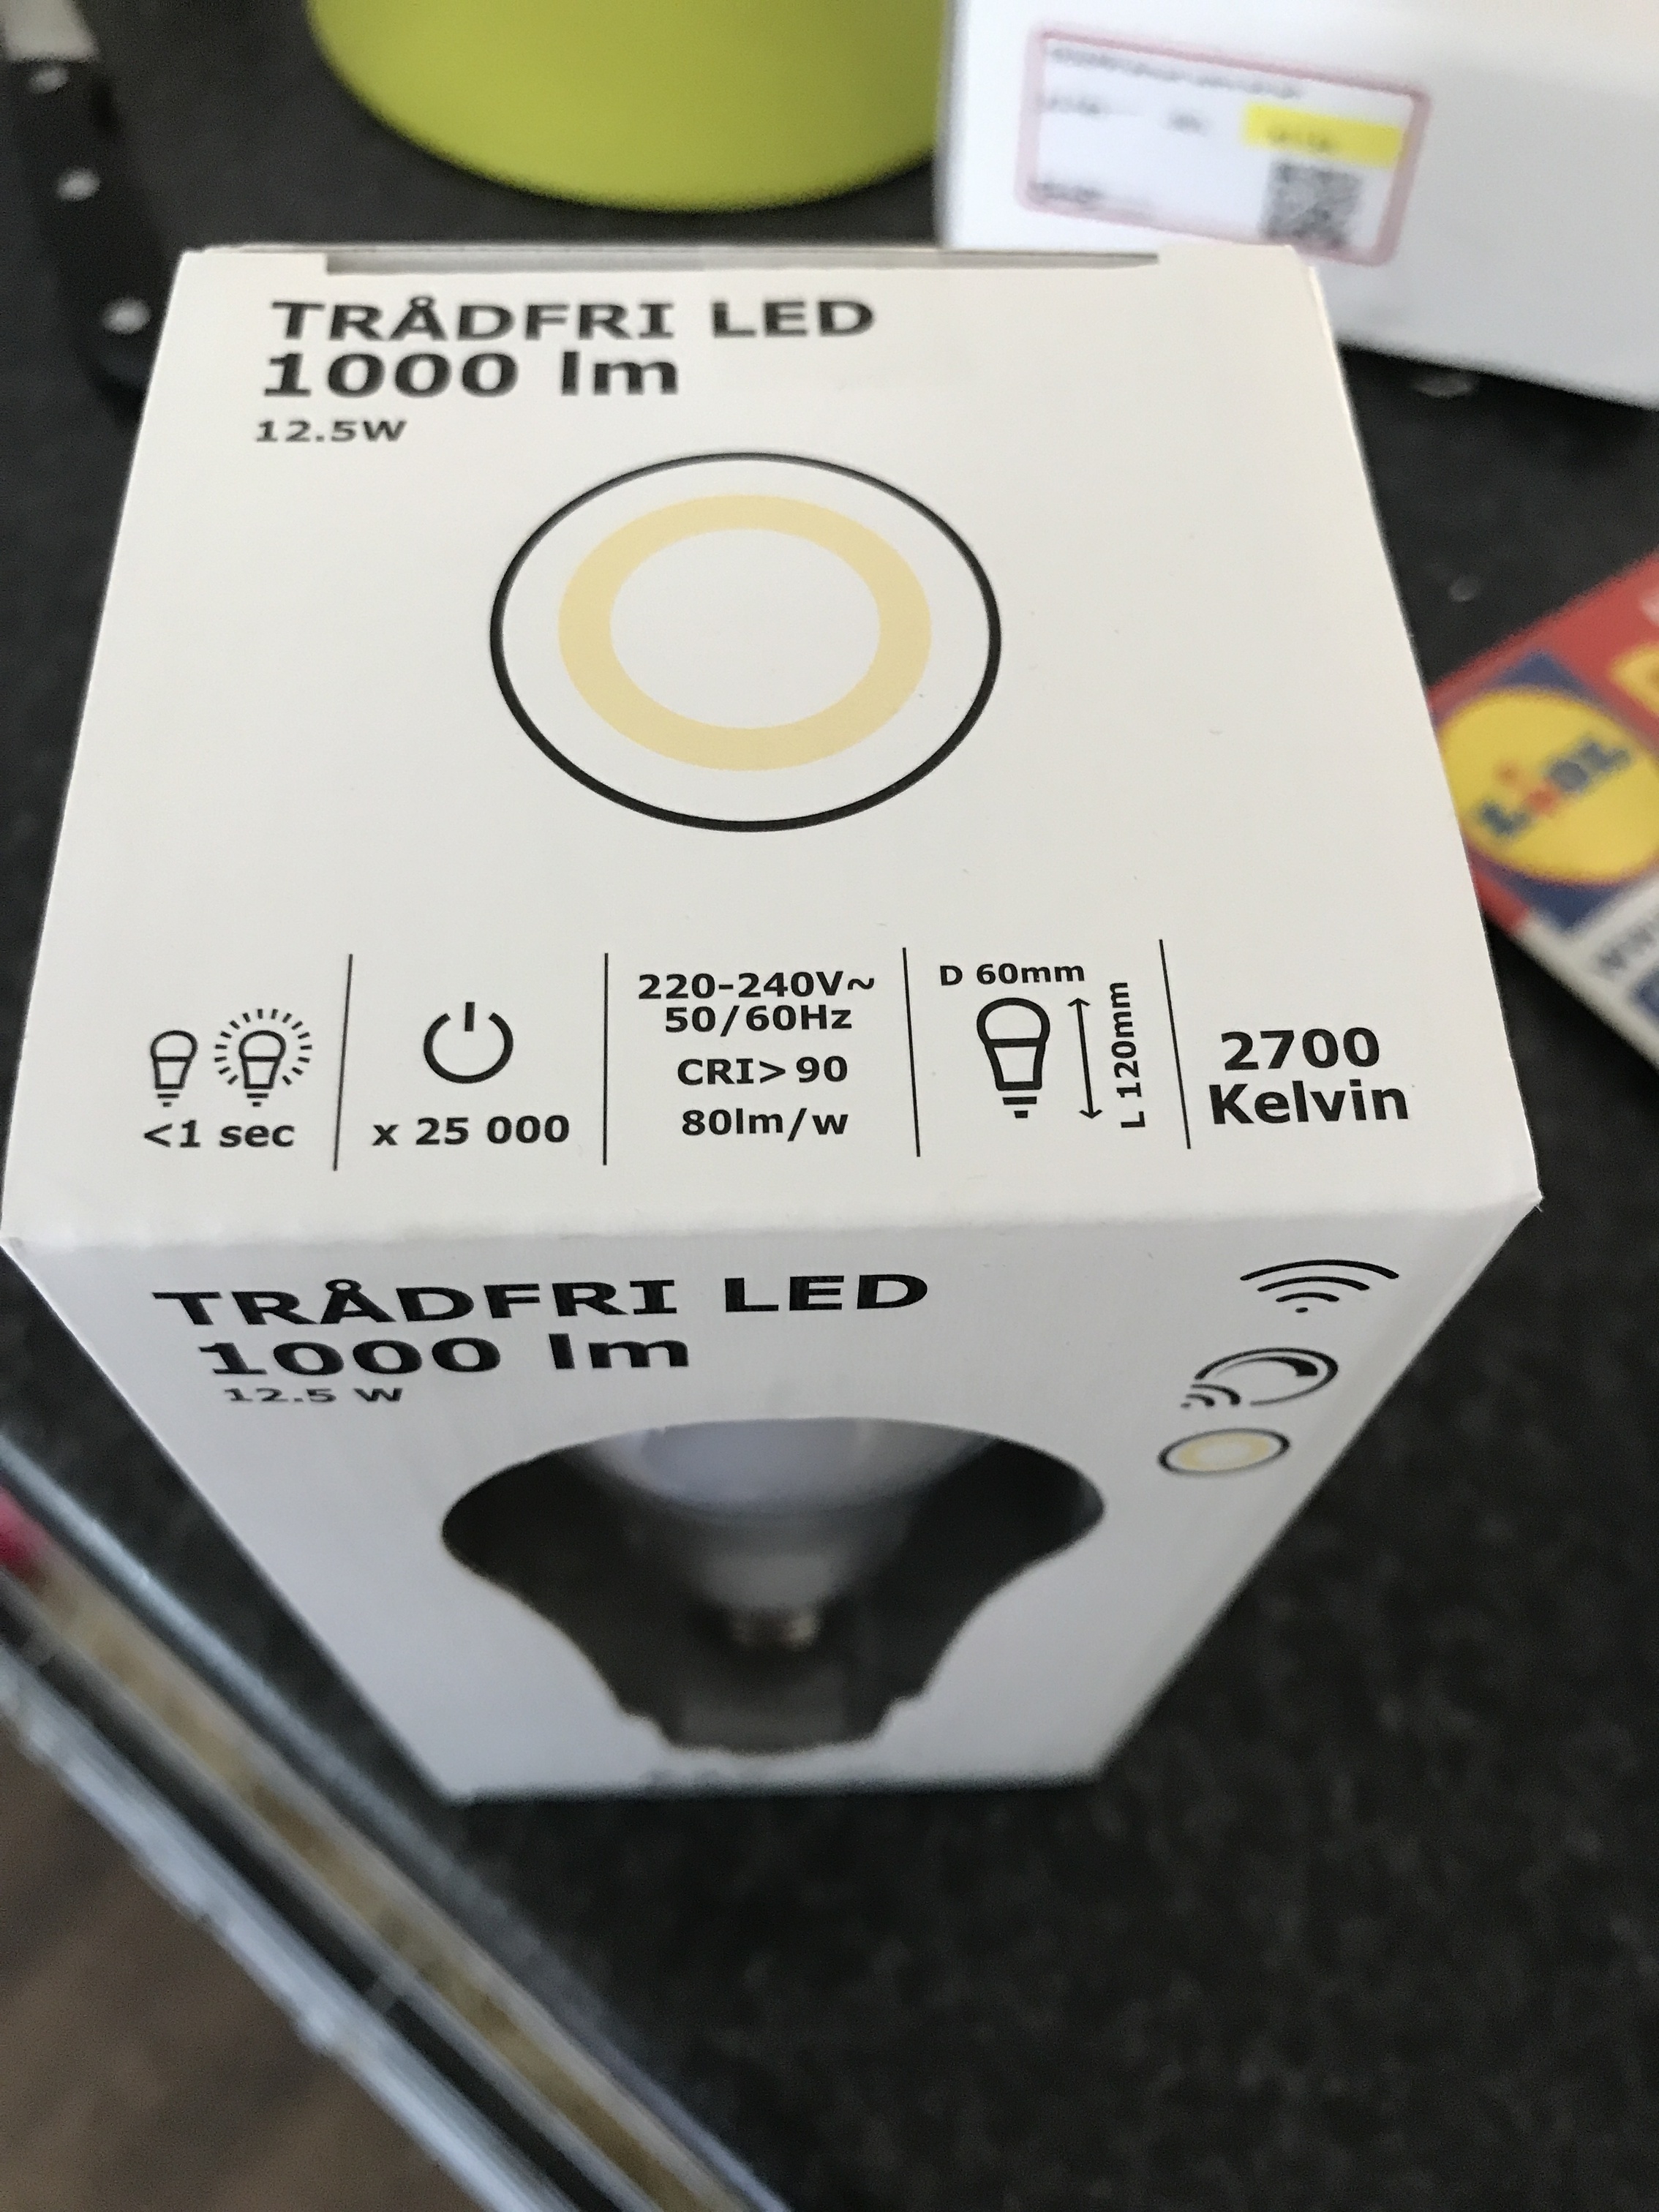 TRÅDFRI LED
1000 lm
12.5W
<1 sec
x 25 000
220-240V~
50/60Hz
CRI>90
80lm/w
D 60mm
L 120mm
2700
Kelvin
TRÅDFRI LED
1000 lm
12.5 W
LiDL